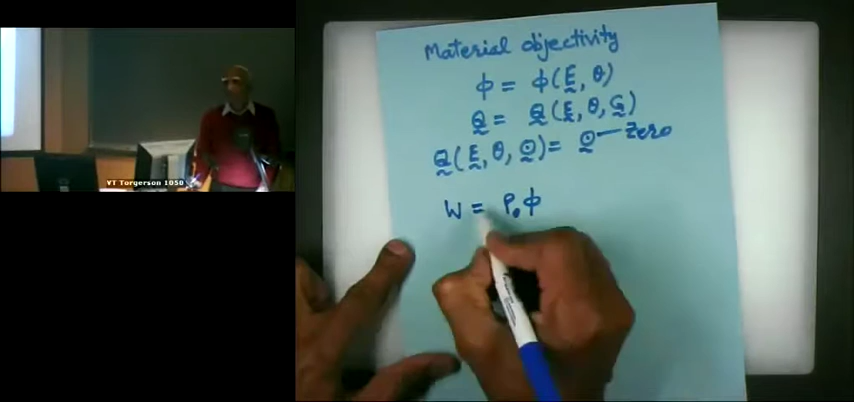 Material objectivity
ϕ = ϕ(Ḛ, θ)
Q̰ = Q̰(Ḛ, θ, G̰)
Q̰(Ḛ, θ, 0̰) = 0̰ — zero
W = ρ₀ϕ
VT Torgerson 1050